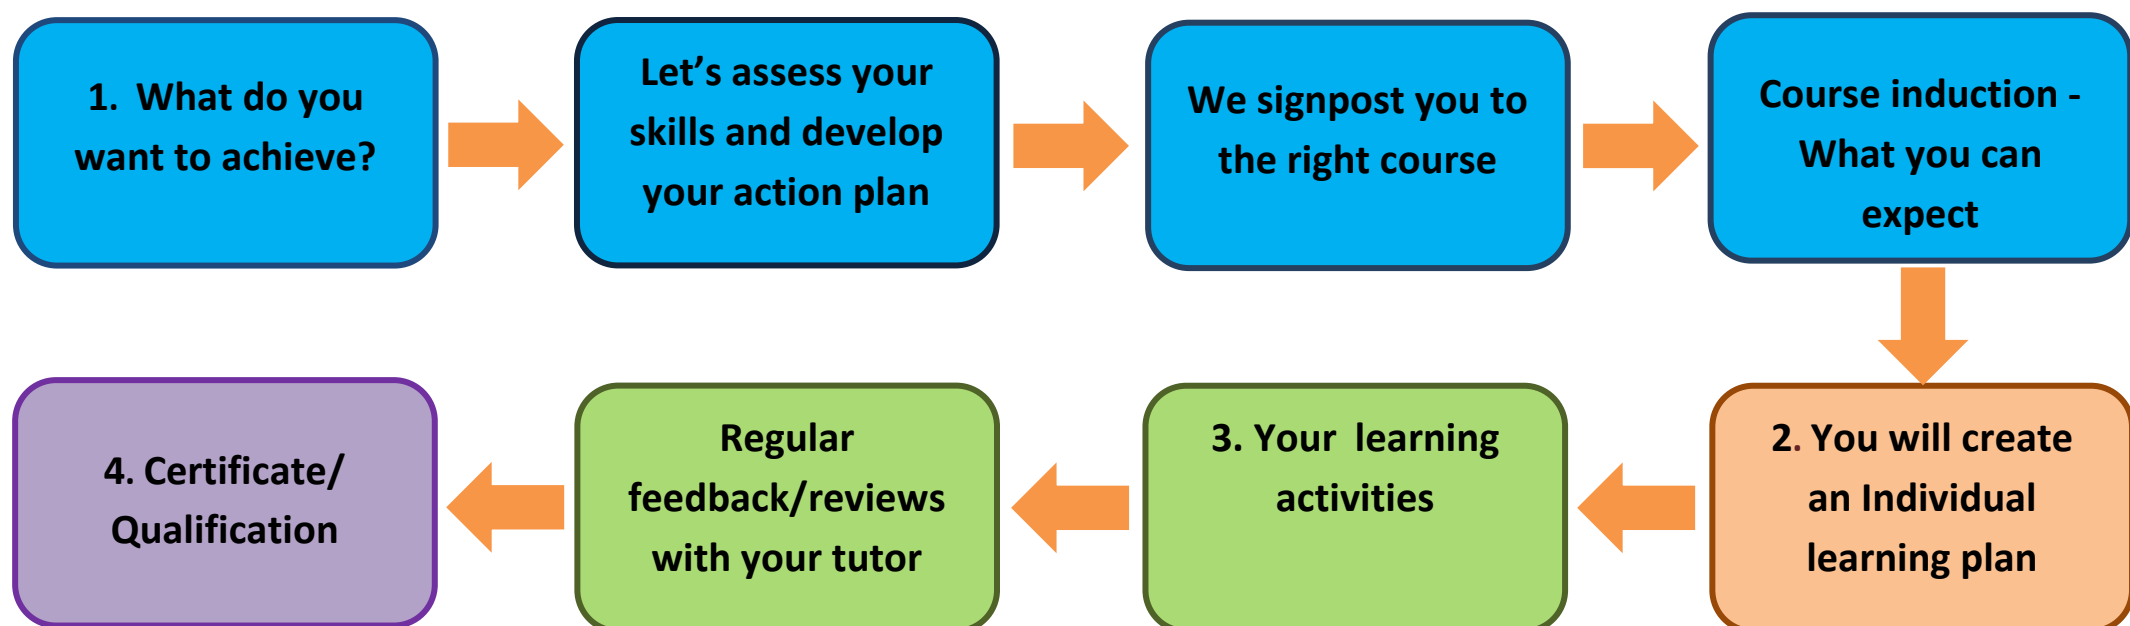 1. What do you
want to achieve?
Let’s assess your
skills and develop
your action plan
We signpost you to
the right course
Course induction -
What you can
expect
2. You will create
an Individual
learning plan
3. Your learning
activities
Regular
feedback/reviews
with your tutor
4. Certificate/
Qualification